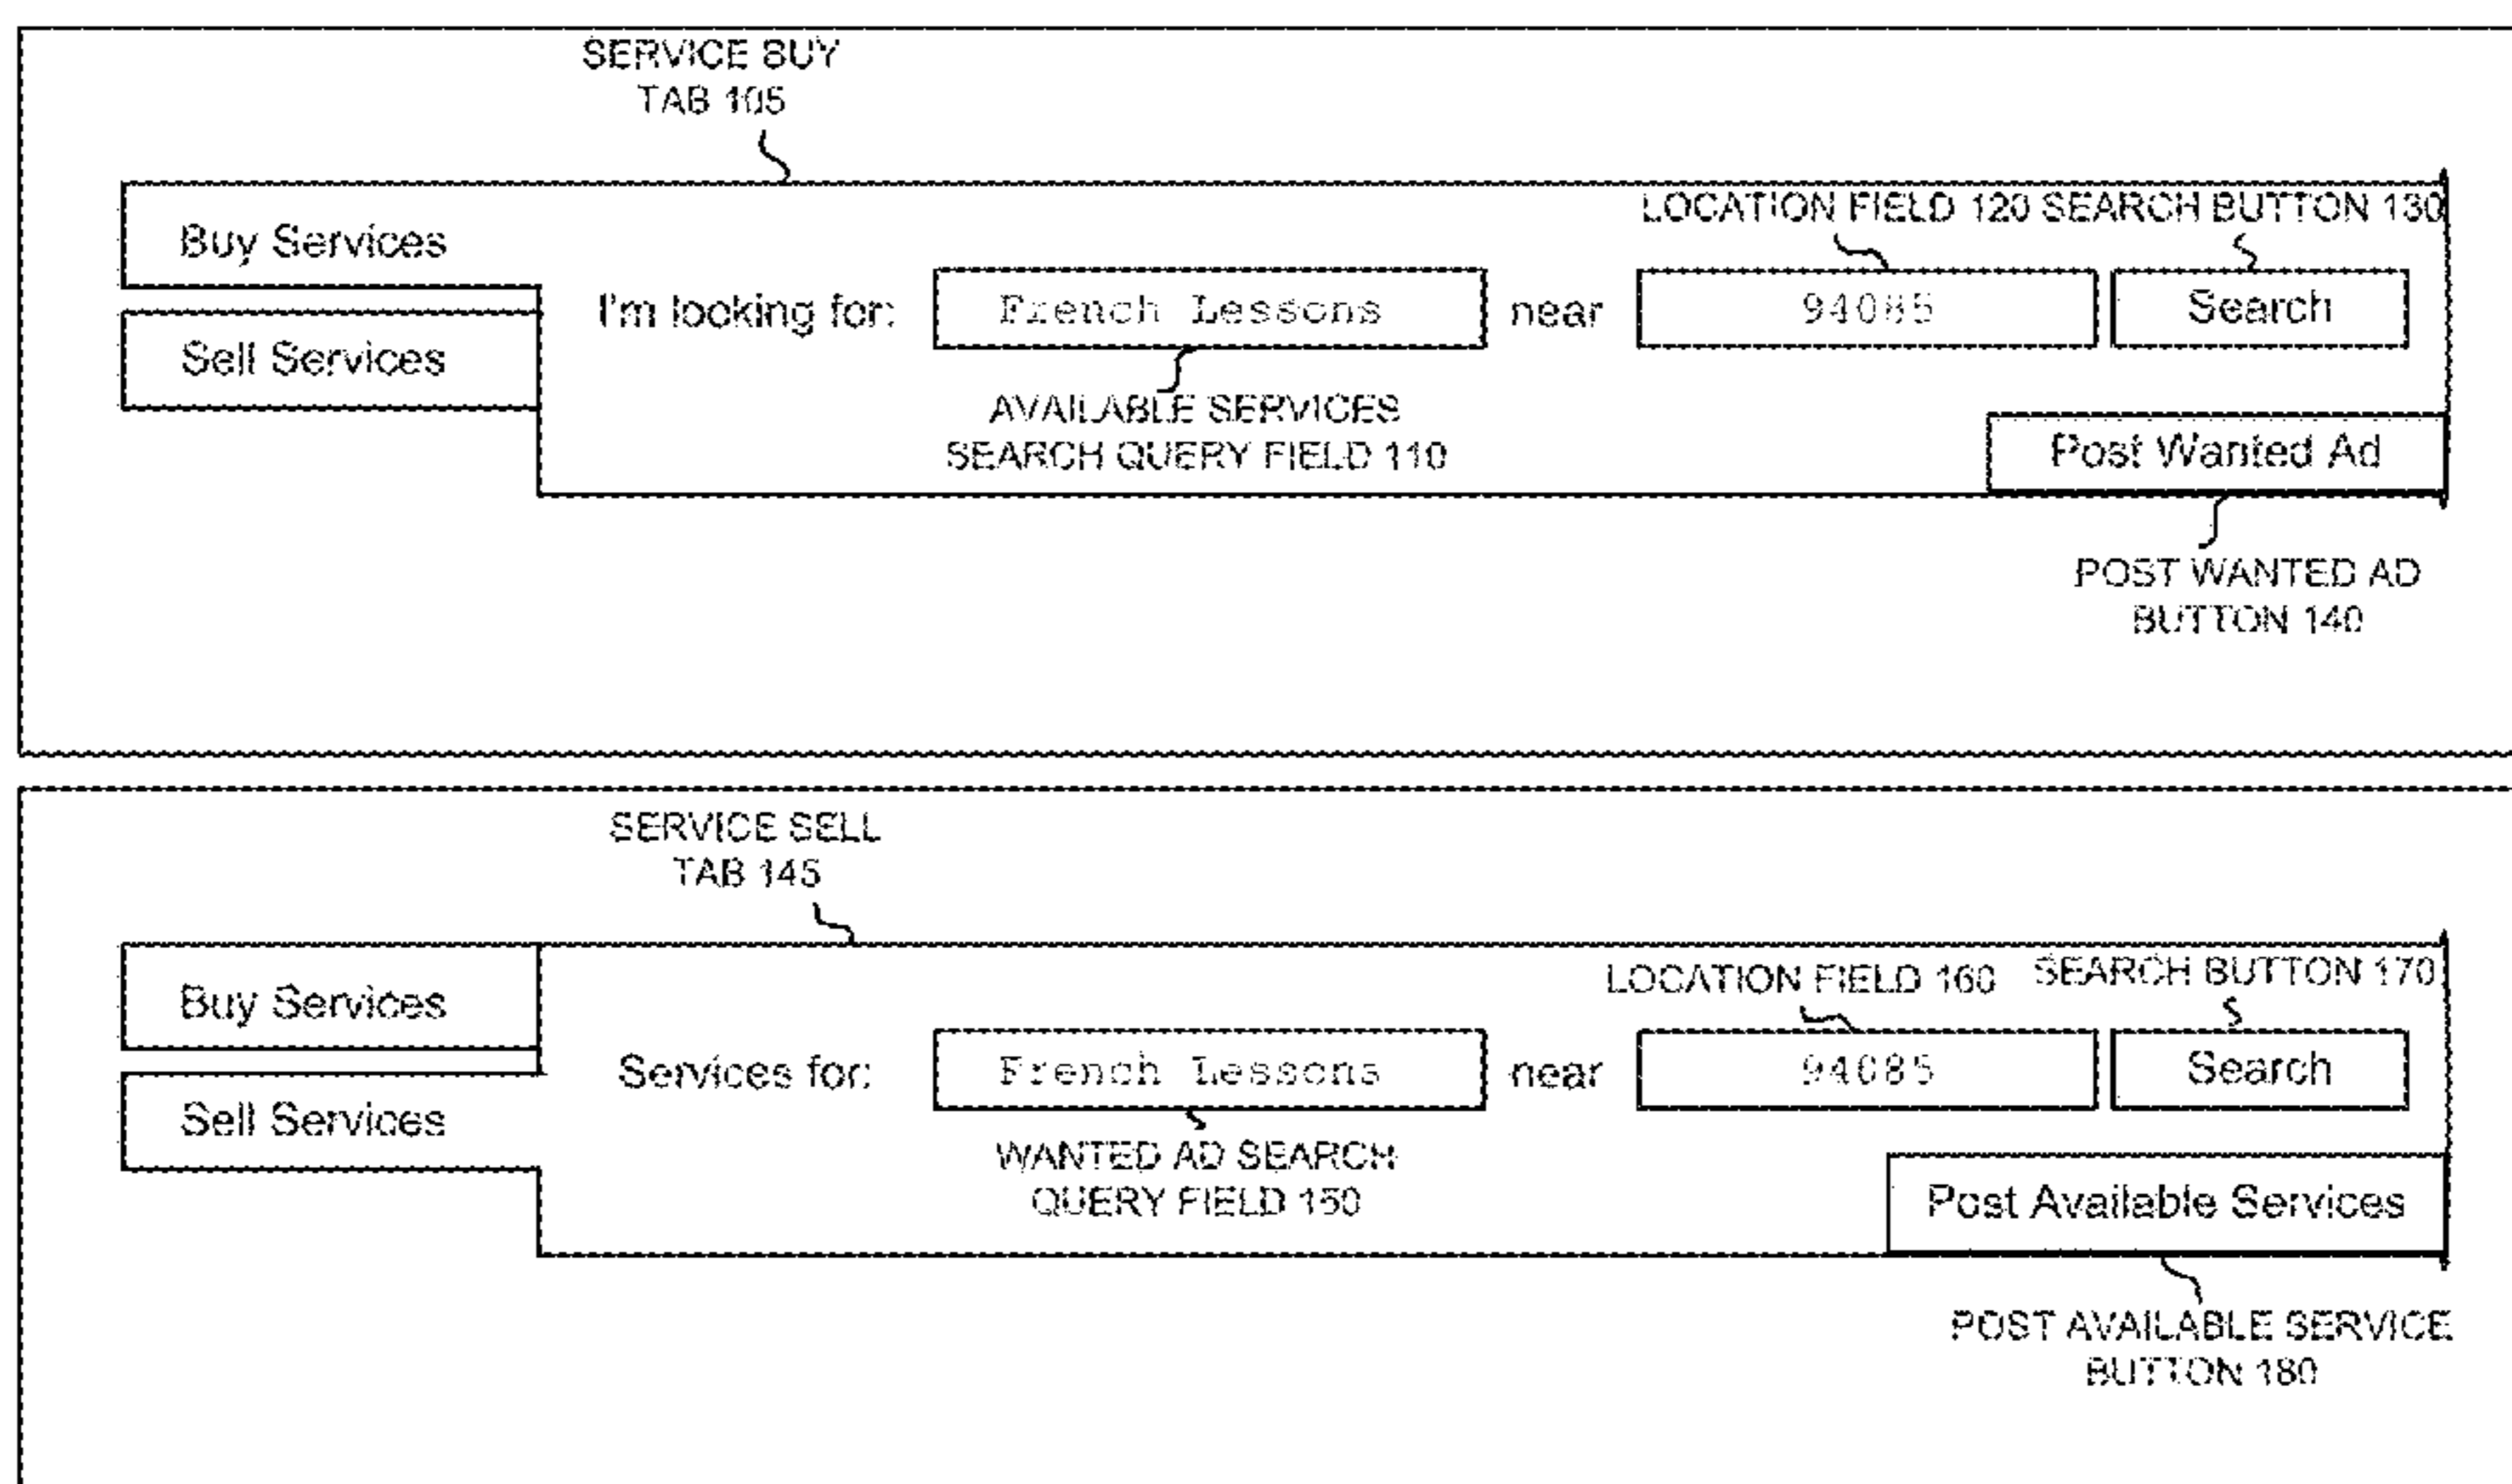 SERVICE BUY
TAB 105
LOCATION FIELD 120 SEARCH BUTTON 130
Buy Services
I'm looking for: French Lessons near 94085 Search
Sell Services
AVAILABLE SERVICES
SEARCH QUERY FIELD 110
Post Wanted Ad
POST WANTED AD
BUTTON 140
SERVICE SELL
TAB 145
LOCATION FIELD 160 SEARCH BUTTON 170
Buy Services
Services for: French Lessons near 94085 Search
Sell Services
WANTED AD SEARCH
QUERY FIELD 150
Post Available Services
POST AVAILABLE SERVICE
BUTTON 180